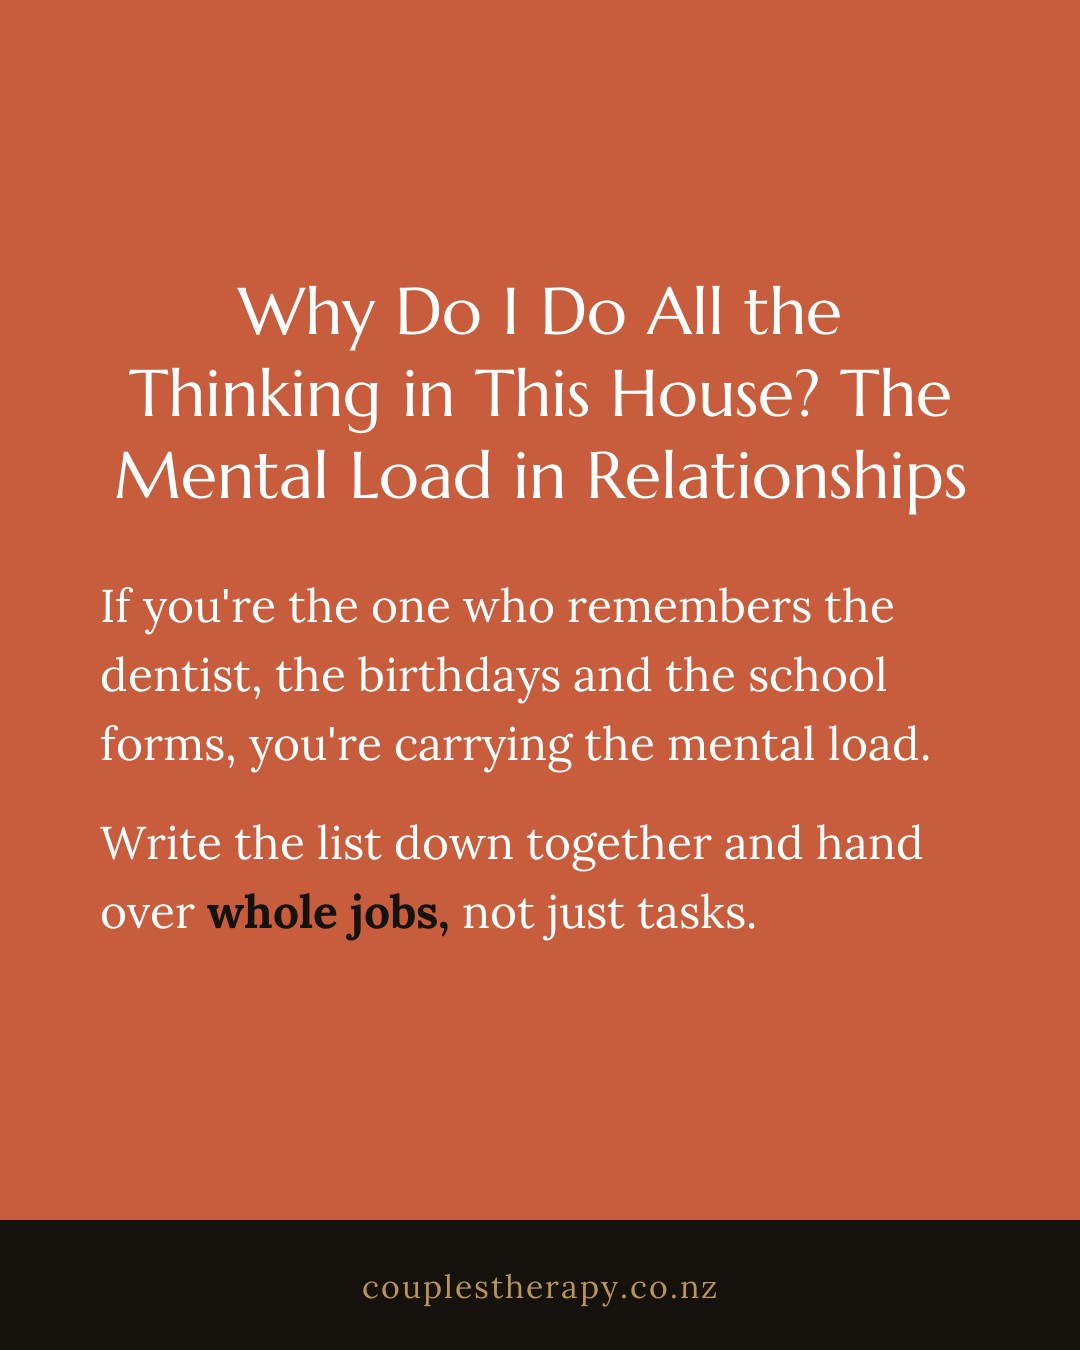 Why Do I Do All the
Thinking in This House? The
Mental Load in Relationships
If you're the one who remembers the
dentist, the birthdays and the school
forms, you're carrying the mental load.
Write the list down together and hand
over whole jobs, not just tasks.
couplestherapy.co.nz